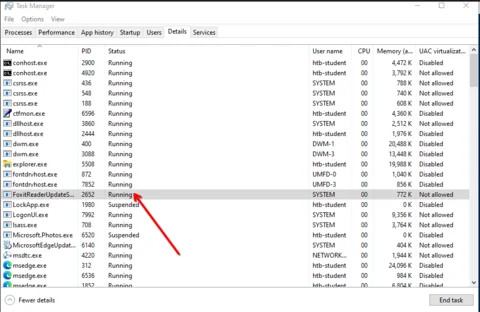 Task Manager
File Options View
Processes Performance App history Startup Users Details Services
Name PID Status User name CPU Memory (a... UAC virtualizat...
conhost.exe 2900 Running htb-student 00 4,472 K Disabled
conhost.exe 4920 Running htb-student 00 3,792 K Not allowed
csrss.exe 436 Running SYSTEM 00 788 K Not allowed
csrss.exe 548 Running SYSTEM 00 740 K Not allowed
csrss.exe 188 Running SYSTEM 00 608 K Not allowed
ctfmon.exe 6596 Running htb-student 00 4,360 K Disabled
dllhost.exe 3860 Running SYSTEM 00 2,512 K Not allowed
dllhost.exe 2444 Running htb-student 00 1,976 K Disabled
dwm.exe 400 Running DWM-1 00 20,488 K Disabled
dwm.exe 3088 Running DWM-3 00 13,448 K Disabled
explorer.exe 5508 Running htb-student 00 19,988 K Disabled
fontdrvhost.exe 872 Running UMFD-0 00 1,040 K Disabled
fontdrvhost.exe 7852 Running UMFD-3 00 856 K Disabled
FoxitReaderUpdateS... 2652 Running SYSTEM 00 772 K Not allowed
LockApp.exe 1980 Suspended htb-student 00 0 K Disabled
LogonUI.exe 7992 Running SYSTEM 00 9,356 K Not allowed
lsass.exe 708 Running SYSTEM 00 3,764 K Not allowed
Microsoft.Photos.exe 6520 Suspended htb-student 00 0 K Disabled
MicrosoftEdgeUpdat... 6140 Running SYSTEM 00 404 K Not allowed
msdtc.exe 4220 Running NETWOR... 00 1,944 K Not allowed
msedge.exe 312 Running htb-student 00 24,096 K Disabled
msedge.exe 6536 Running htb-student 00 984 K Disabled
msedge.exe 1852 Running htb-student 00 6,804 K Disabled
Fewer details End task